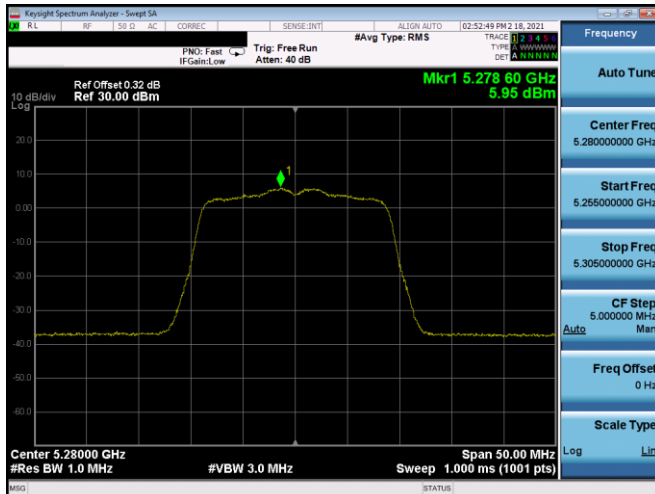 Keysight Spectrum Analyzer - Swept SA
RL RF 50 Ω AC CORREC SENSE:INT ALIGN AUTO 02:52:49 PM 2 18, 2021
#Avg Type: RMS TRACE 1 2 3 4 5 6
PNO: Fast Trig: Free Run TYPE A WWWWW
IFGain:Low Atten: 40 dB DET A N N N N N
Ref Offset 0.32 dB Mkr1 5.278 60 GHz
10 dB/div Ref 30.00 dBm 5.95 dBm
Log
1
20.0
10.0
0.00
-10.0
-20.0
-30.0
-40.0
-50.0
-60.0
Center 5.28000 GHz Span 50.00 MHz
#Res BW 1.0 MHz #VBW 3.0 MHz Sweep 1.000 ms (1001 pts)
MSG STATUS
Frequency
Auto Tune
Center Freq
5.280000000 GHz
Start Freq
5.255000000 GHz
Stop Freq
5.305000000 GHz
CF Step
5.000000 MHz
Auto Man
Freq Offset
0 Hz
Scale Type
Log Lin